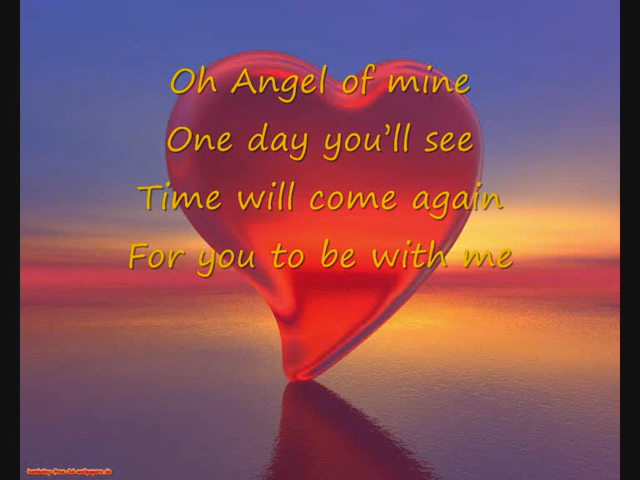 Oh Angel of mine
One day you'll see
Time will come again
For you to be with me